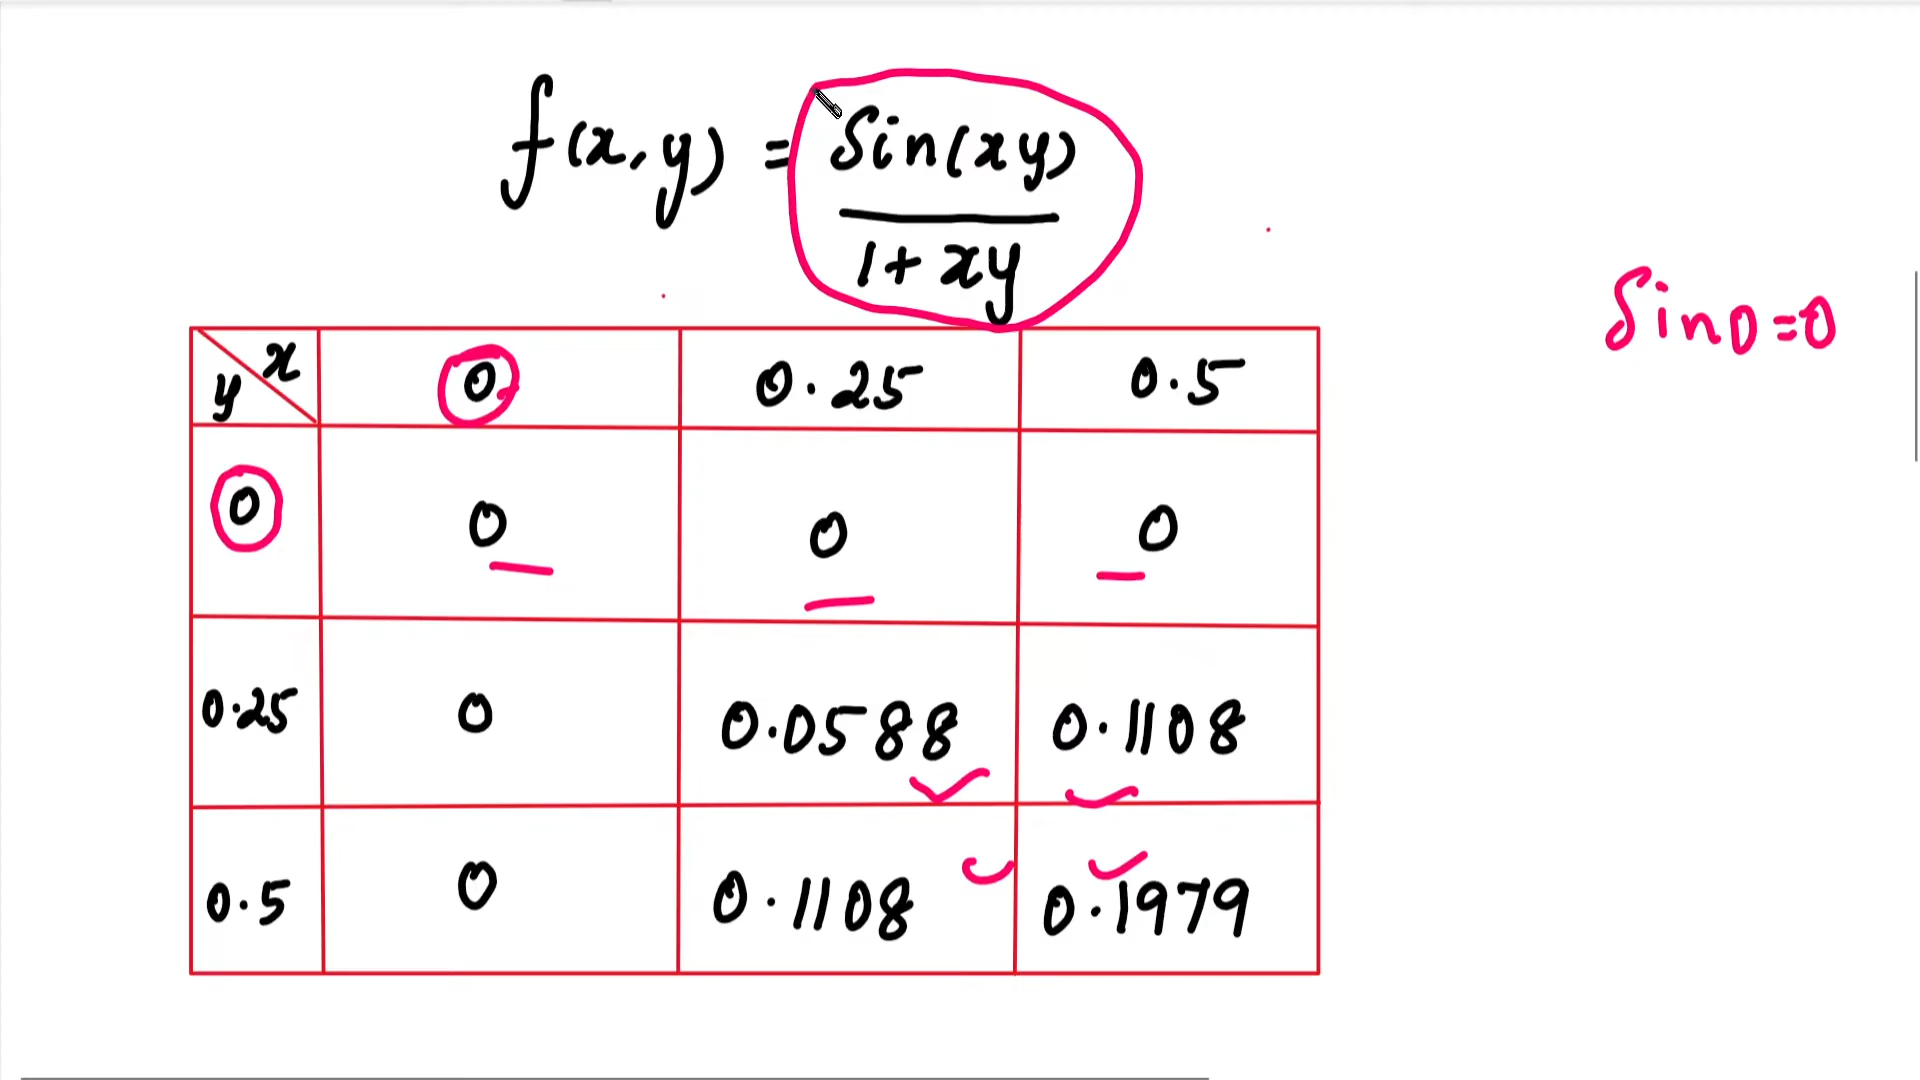 f(x,y) = Sin(xy)
1+xy
Sin0=0
x
y
0 0.25 0.5
0 0 0 0
0.25 0 0.0588 0.1108
0.5 0 0.1108 0.1979